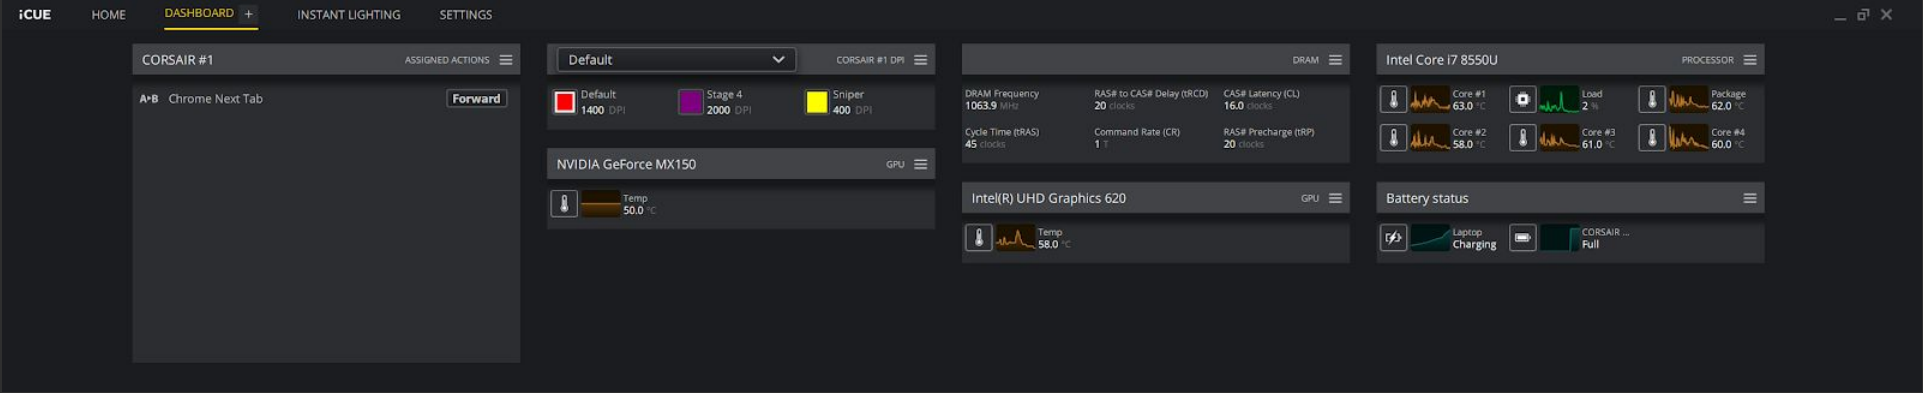 iCUE HOME DASHBOARD + INSTANT LIGHTING SETTINGS
CORSAIR #1 ASSIGNED ACTIONS
A▸B Chrome Next Tab Forward
Default CORSAIR #1 DPI
Default
1400 DPI
Stage 4
2000 DPI
Sniper
400 DPI
NVIDIA GeForce MX150 GPU
Temp
50.0 °C
DRAM
DRAM Frequency
1063.9 MHz
RAS# to CAS# Delay (tRCD)
20 clocks
CAS# Latency (CL)
16.0 clocks
Cycle Time (tRAS)
45 clocks
Command Rate (CR)
1 T
RAS# Precharge (tRP)
20 clocks
Intel(R) UHD Graphics 620 GPU
Temp
58.0 °C
Intel Core i7 8550U PROCESSOR
Core #1
63.0 °C
Load
2 %
Package
62.0 °C
Core #2
58.0 °C
Core #3
61.0 °C
Core #4
60.0 °C
Battery status
Laptop
Charging
CORSAIR ...
Full